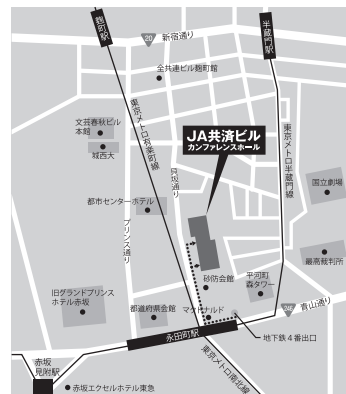 麹町駅
20
新宿通り
半蔵門駅
全共連ビル麹町館
文芸春秋ビル
本館
城西大
東京メトロ有楽町線
貝坂通り
JA共済ビル
カンファレンスホール
東京メトロ半蔵門線
国立劇場
都市センターホテル
プリンス通り
最高裁判所
砂防会館
平河町
森タワー
旧グランドプリンス
ホテル赤坂
都道府県会館
マクドナルド
青山通り
永田町駅
地下鉄4番出口
東京メトロ南北線
赤坂
見附駅
赤坂エクセルホテル東急